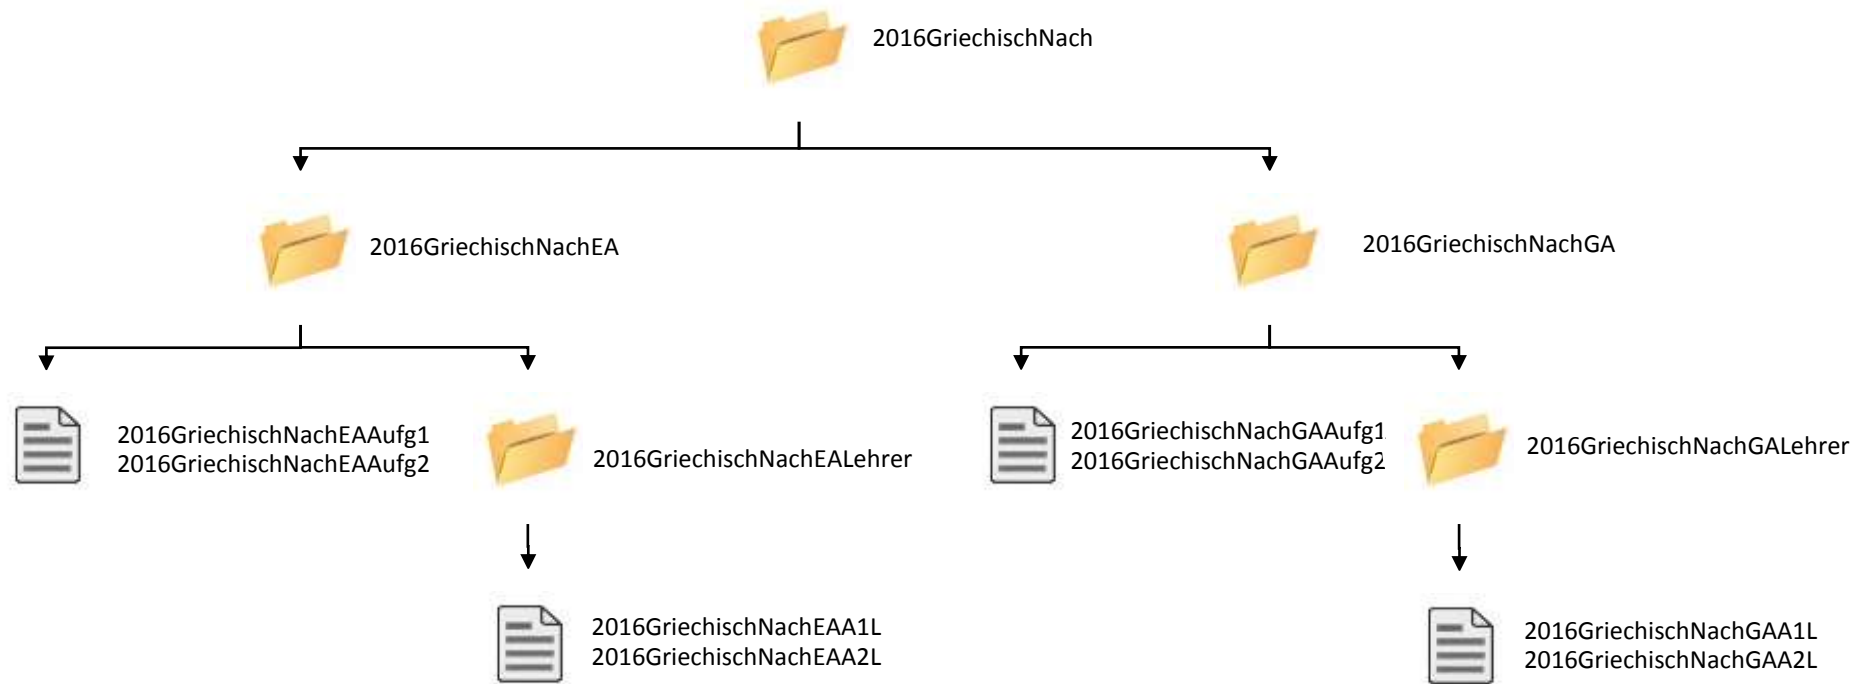 2016GriechischNach
2016GriechischNachEA
2016GriechischNachGA
2016GriechischNachEAAufg1
2016GriechischNachEAAufg2
2016GriechischNachEALehrer
2016GriechischNachGAAufg1
2016GriechischNachGAAufg2
2016GriechischNachGALehrer
2016GriechischNachEAA1L
2016GriechischNachEAA2L
2016GriechischNachGAA1L
2016GriechischNachGAA2L